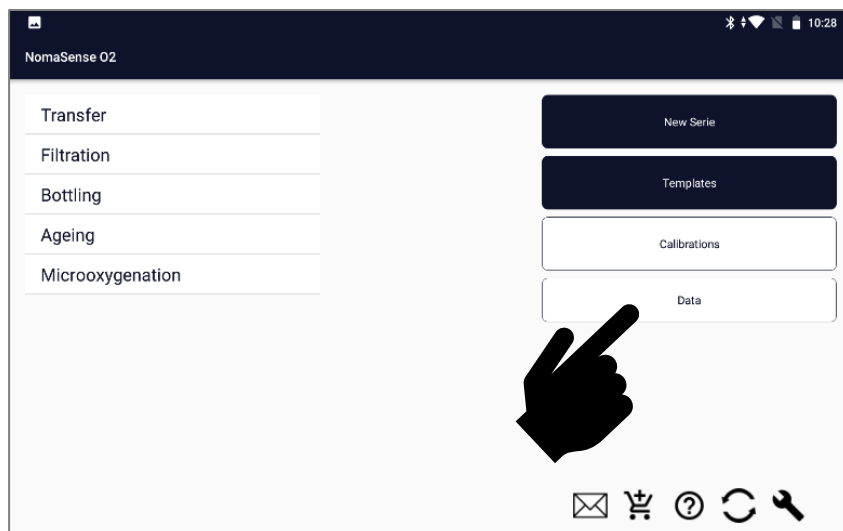 10:28
NomaSense O2
Transfer
Filtration
Bottling
Ageing
Microoxygenation
New Serie
Templates
Calibrations
Data